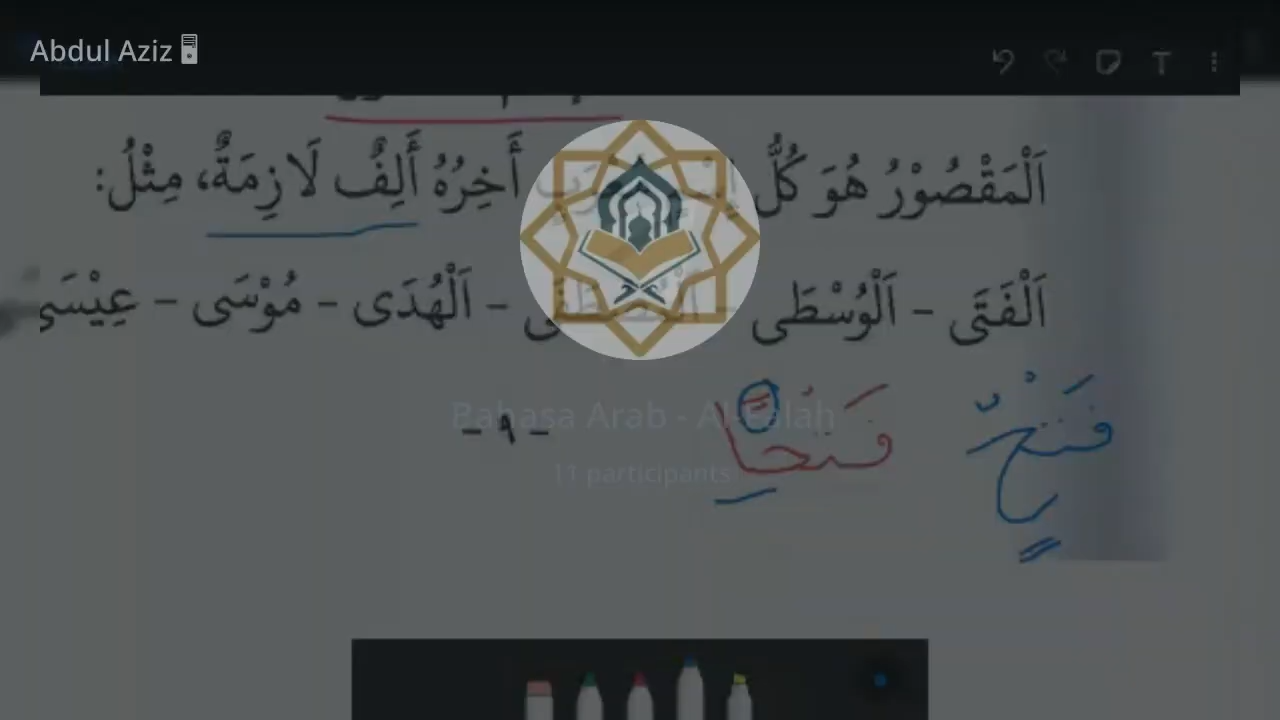 Abdul Aziz
اَلْمَقْصُوْرُ هُوَ كُلُّ أَخِرُهُ أَلِفٌ لَازِمَةٌ، مِثْلُ:
اَلْفَتَى – اَلْوُسْطَى – اَلْمُصْطَفَى – اَلْهُدَى – مُوْسَى – عِيْسَى
Bahasa Arab - Al-Falah
- ٩ -
11 participants